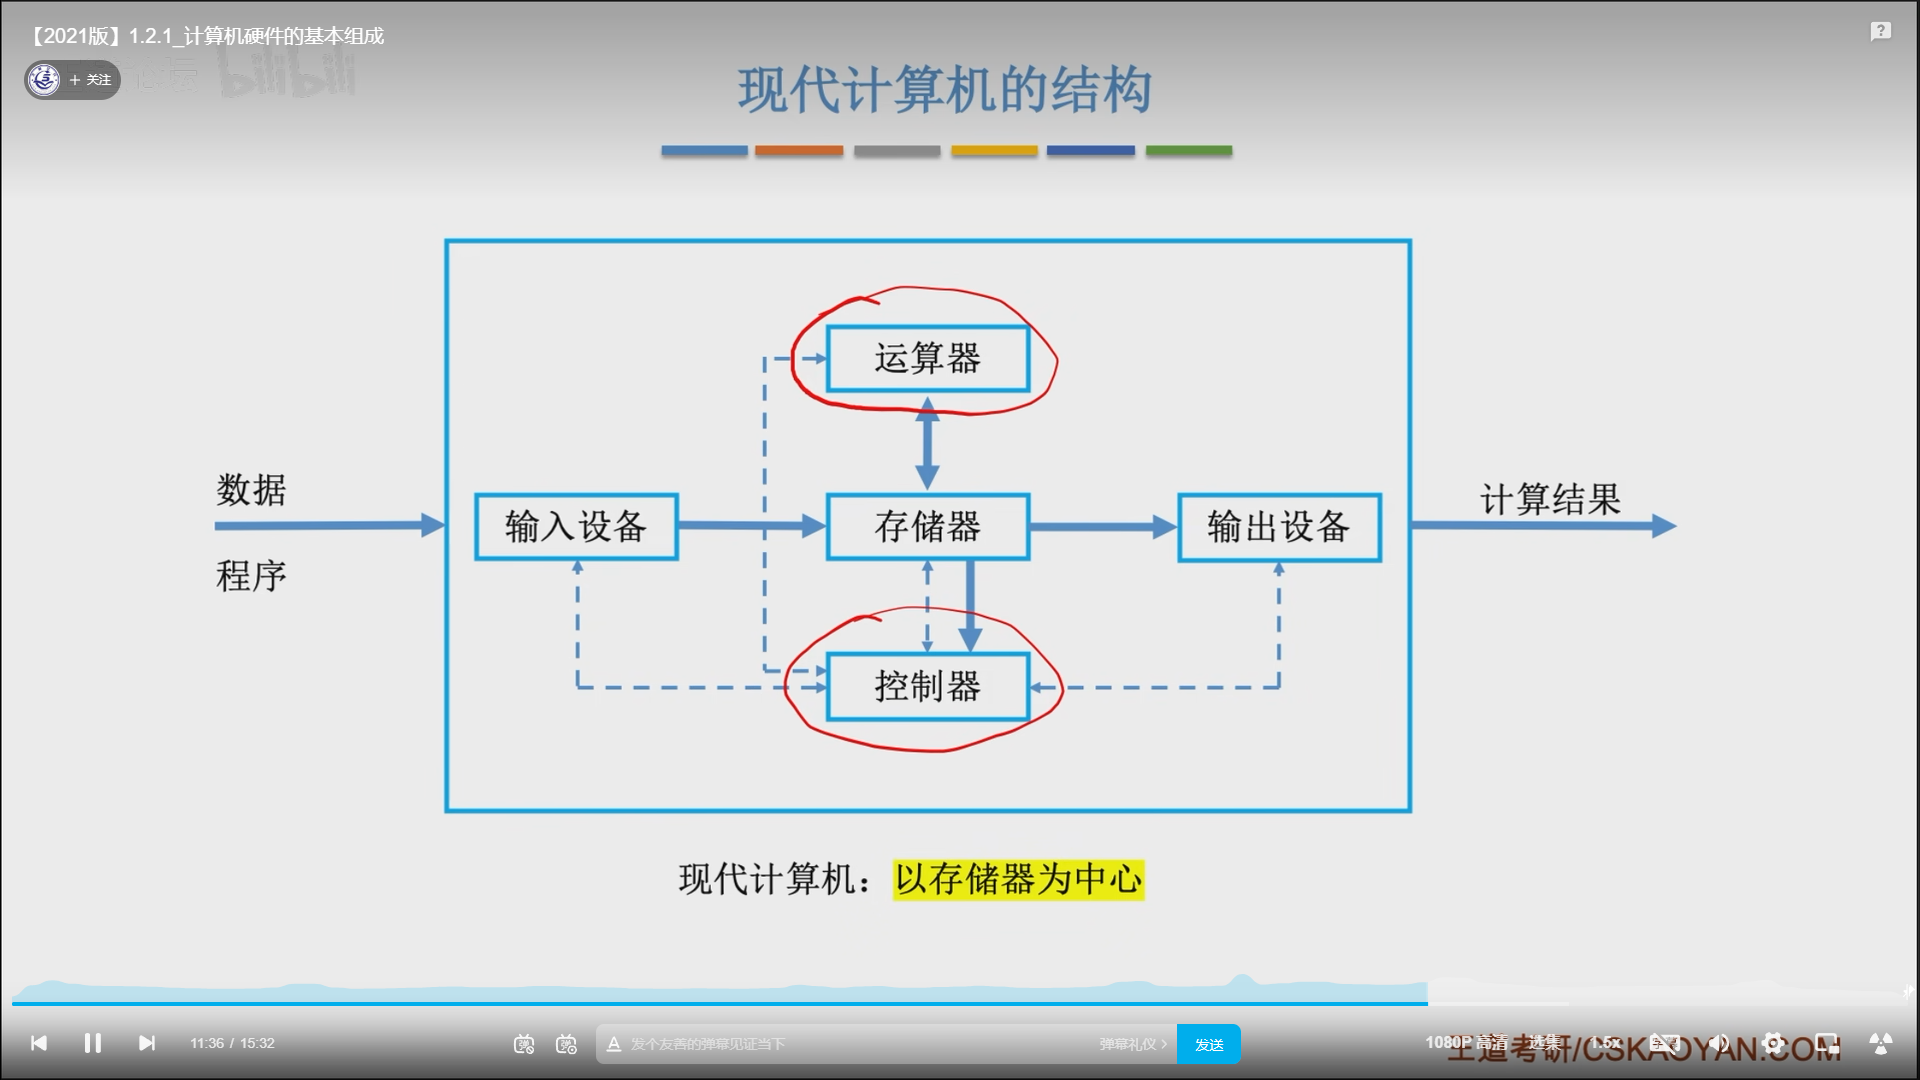 【2021版】1.2.1_计算机硬件的基本组成
+ 关注
bilibili
现代计算机的结构
运算器
数据
程序
输入设备
存储器
输出设备
计算结果
控制器
现代计算机：以存储器为中心
11:36 / 15:32
发个友善的弹幕见证当下
弹幕礼仪 >
发送
1080P 高清
选集
1.5x
王道考研/CSKAOYAN.COM